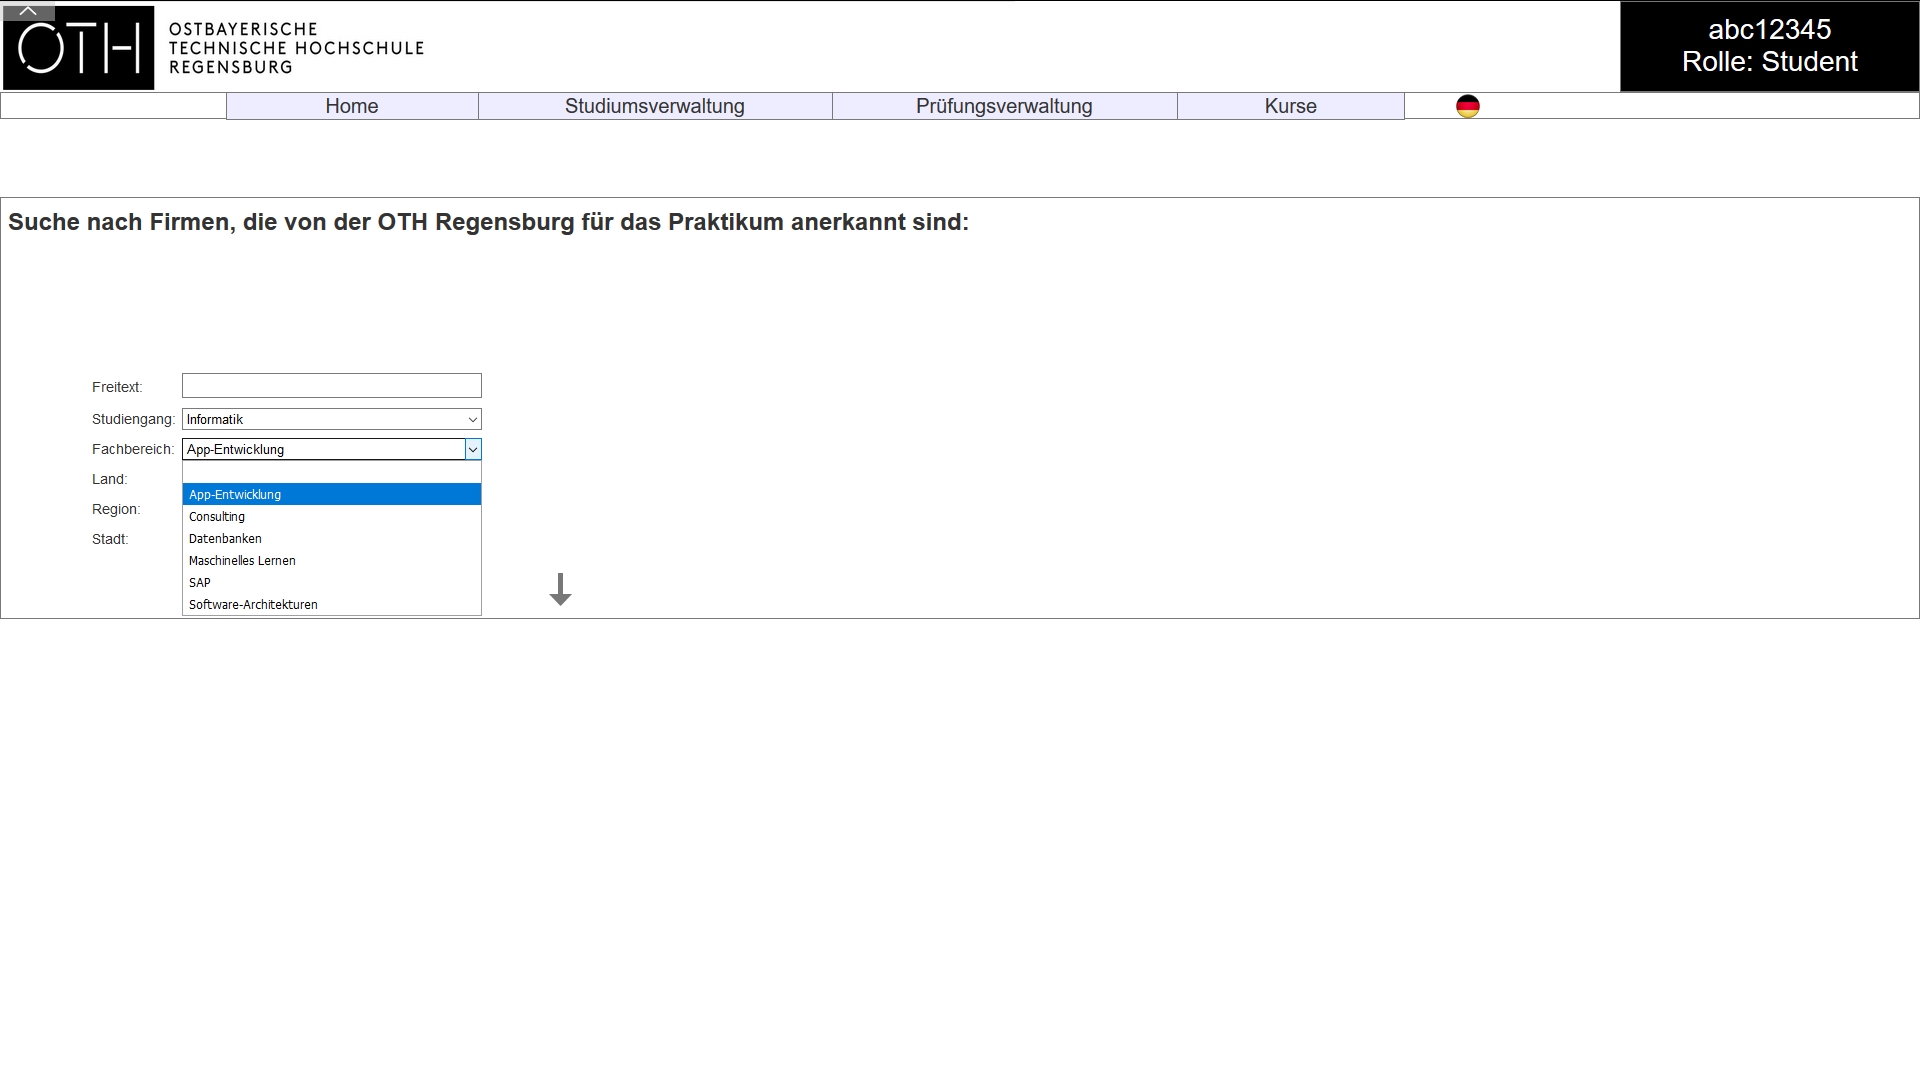 OTH
OSTBAYERISCHE
TECHNISCHE HOCHSCHULE
REGENSBURG
abc12345
Rolle: Student
Home
Studiumsverwaltung
Prüfungsverwaltung
Kurse
Suche nach Firmen, die von der OTH Regensburg für das Praktikum anerkannt sind:
Freitext:
Studiengang: Informatik
Fachbereich: App-Entwicklung
Land:
Region:
Stadt:
App-Entwicklung
Consulting
Datenbanken
Maschinelles Lernen
SAP
Software-Architekturen